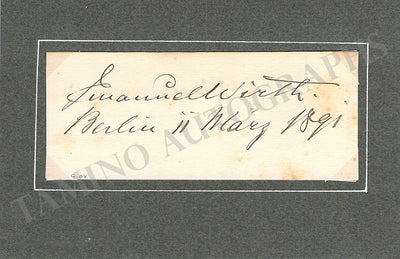 Emanuel Wirth.
Berlin 11 März 1891
TAMINO AUTOGRAPHS